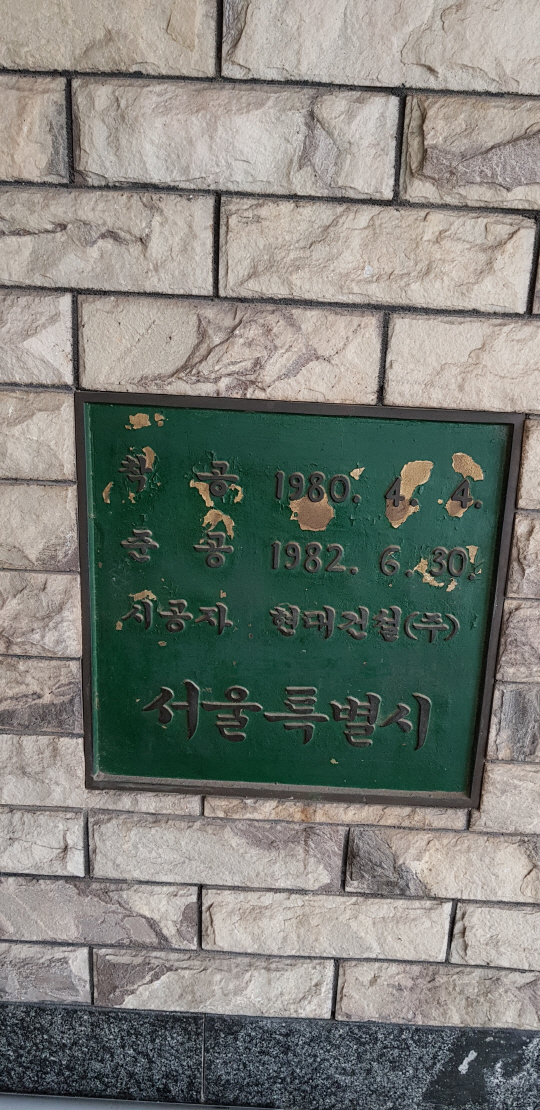 착 공 1980. 4. 4.
준 공 1982. 6. 30.
시공자 현대건설(주)
서울특별시